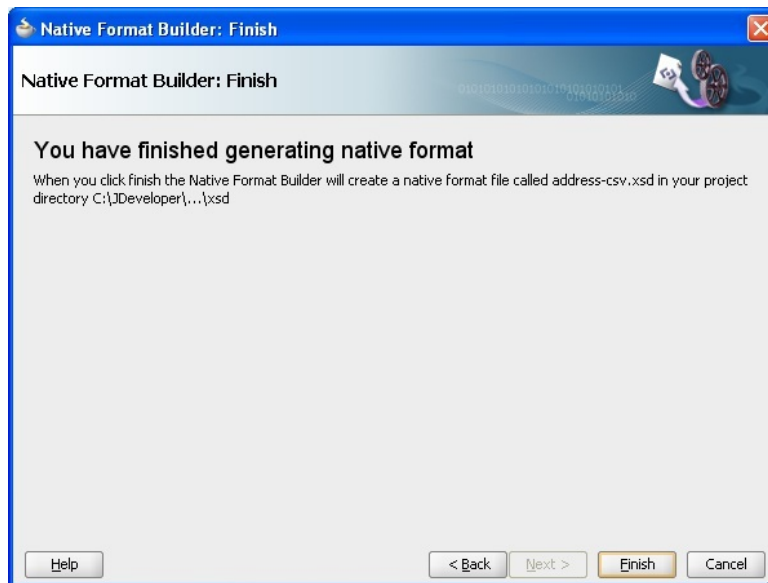 Native Format Builder: Finish
Native Format Builder: Finish
You have finished generating native format
When you click finish the Native Format Builder will create a native format file called address-csv.xsd in your project
directory C:\JDeveloper\...\xsd
Help
< Back
Next >
Finish
Cancel